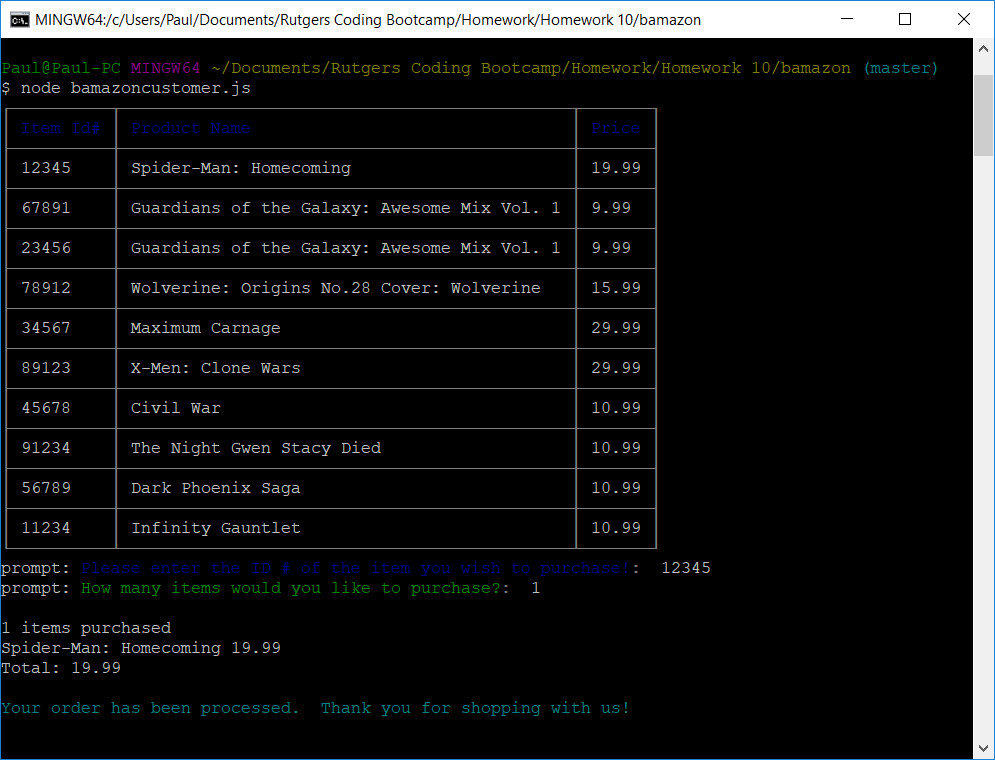 MINGW64:/c/Users/Paul/Documents/Rutgers Coding Bootcamp/Homework/Homework 10/bamazon
Paul@Paul-PC MINGW64 ~/Documents/Rutgers Coding Bootcamp/Homework/Homework 10/bamazon (master)
$ node bamazoncustomer.js
Item Id# Product Name Price
12345 Spider-Man: Homecoming 19.99
67891 Guardians of the Galaxy: Awesome Mix Vol. 1 9.99
23456 Guardians of the Galaxy: Awesome Mix Vol. 1 9.99
78912 Wolverine: Origins No.28 Cover: Wolverine 15.99
34567 Maximum Carnage 29.99
89123 X-Men: Clone Wars 29.99
45678 Civil War 10.99
91234 The Night Gwen Stacy Died 10.99
56789 Dark Phoenix Saga 10.99
11234 Infinity Gauntlet 10.99
prompt: Please enter the ID # of the item you wish to purchase!:  12345
prompt: How many items would you like to purchase?:  1
1 items purchased
Spider-Man: Homecoming 19.99
Total: 19.99
Your order has been processed.  Thank you for shopping with us!